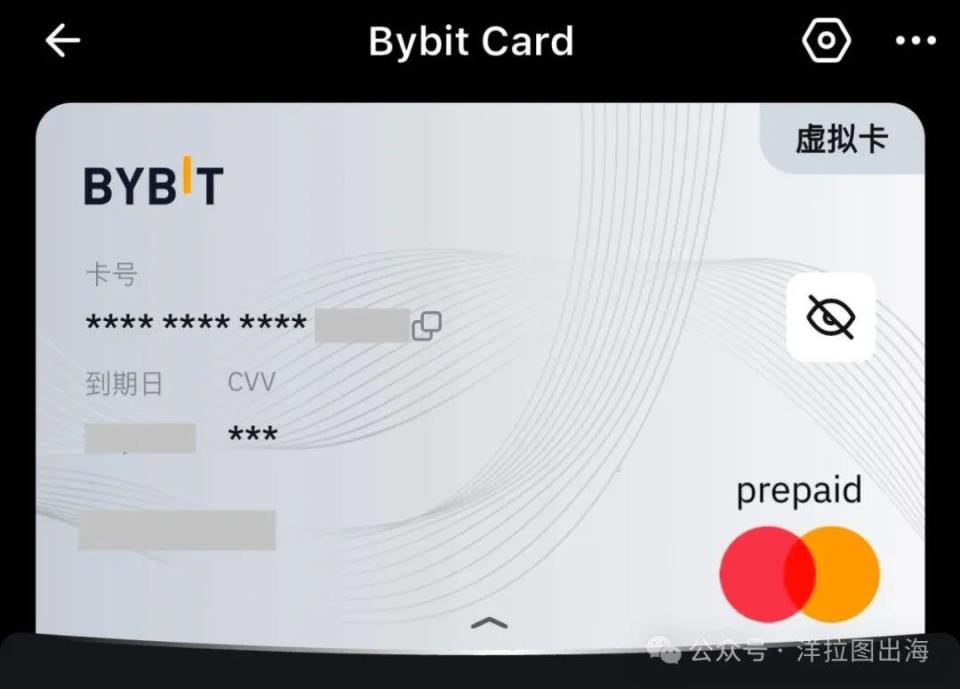 Bybit Card
虚拟卡
BYBIT
卡号
**** **** ****
到期日 CVV
***
prepaid
公众号 · 洋拉图出海